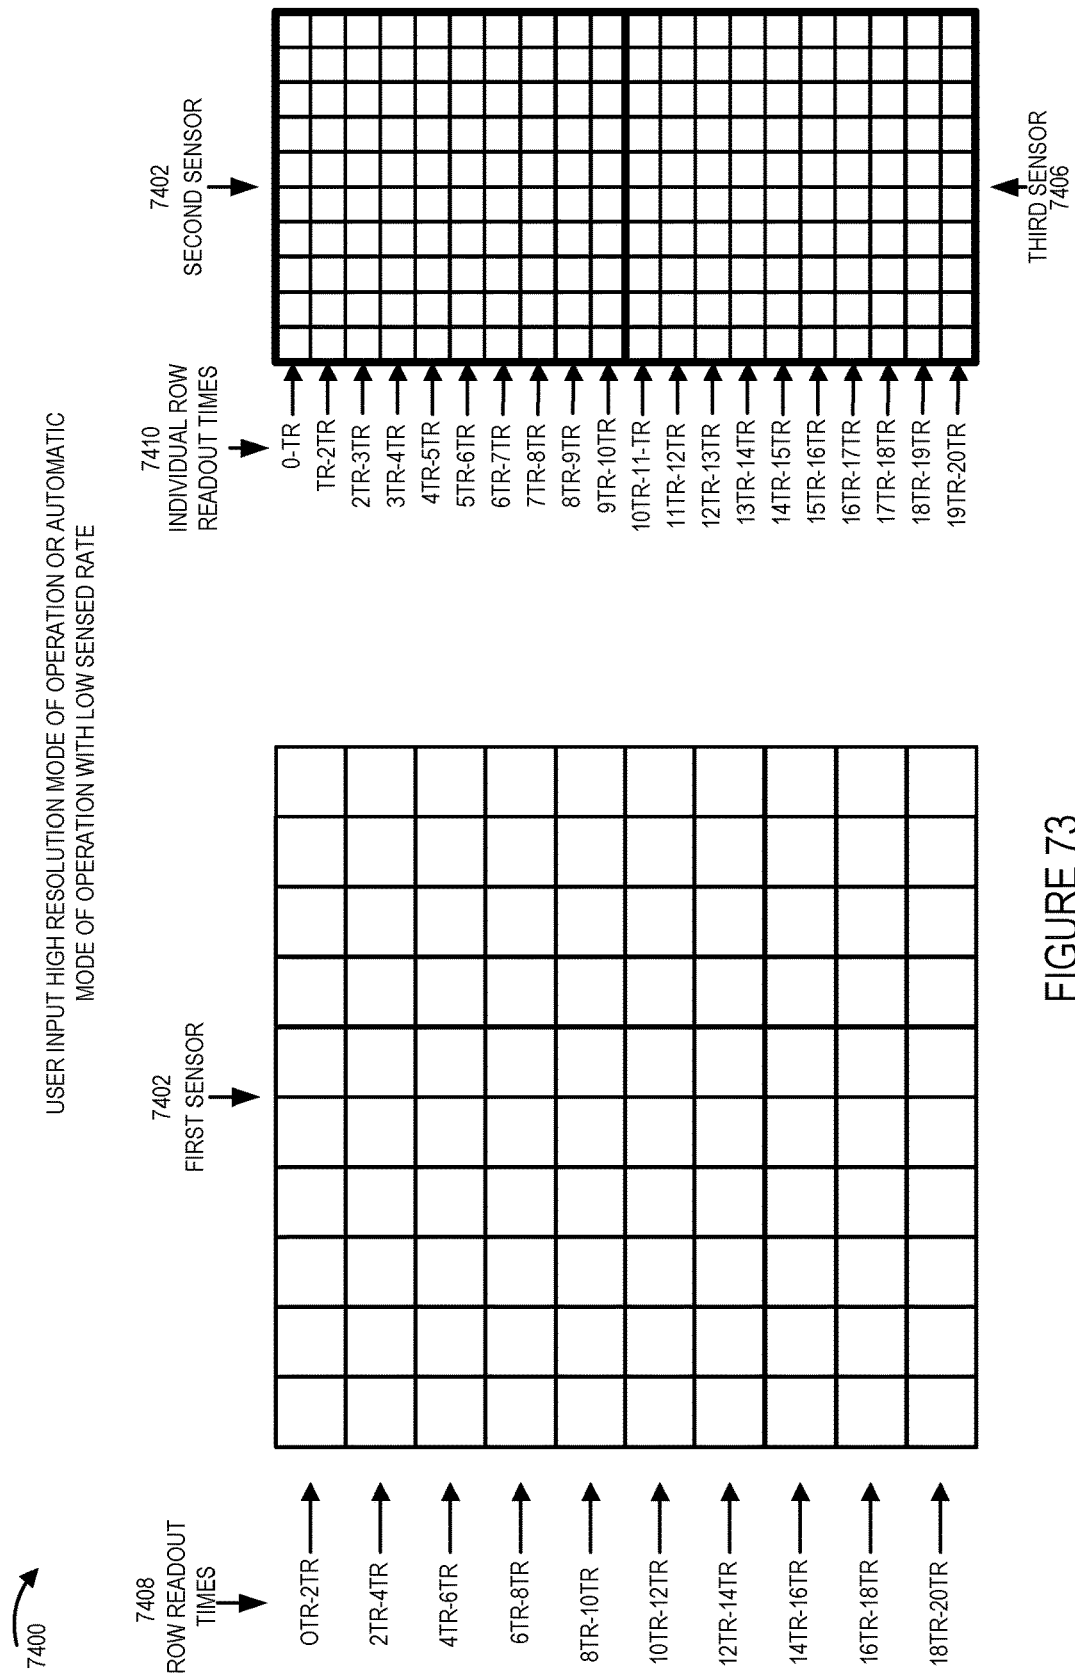 7400
USER INPUT HIGH RESOLUTION MODE OF OPERATION OR AUTOMATIC
MODE OF OPERATION WITH LOW SENSED RATE
7408
ROW READOUT
TIMES
7402
FIRST SENSOR
7410
INDIVIDUAL ROW
READOUT TIMES
7402
SECOND SENSOR
OTR-2TR
2TR-4TR
4TR-6TR
6TR-8TR
8TR-10TR
10TR-12TR
12TR-14TR
14TR-16TR
16TR-18TR
18TR-20TR
0-TR
TR-2TR
2TR-3TR
3TR-4TR
4TR-5TR
5TR-6TR
6TR-7TR
7TR-8TR
8TR-9TR
9TR-10TR
10TR-11-TR
11TR-12TR
12TR-13TR
13TR-14TR
14TR-15TR
15TR-16TR
16TR-17TR
17TR-18TR
18TR-19TR
19TR-20TR
THIRD SENSOR
7406
FIGURE 73